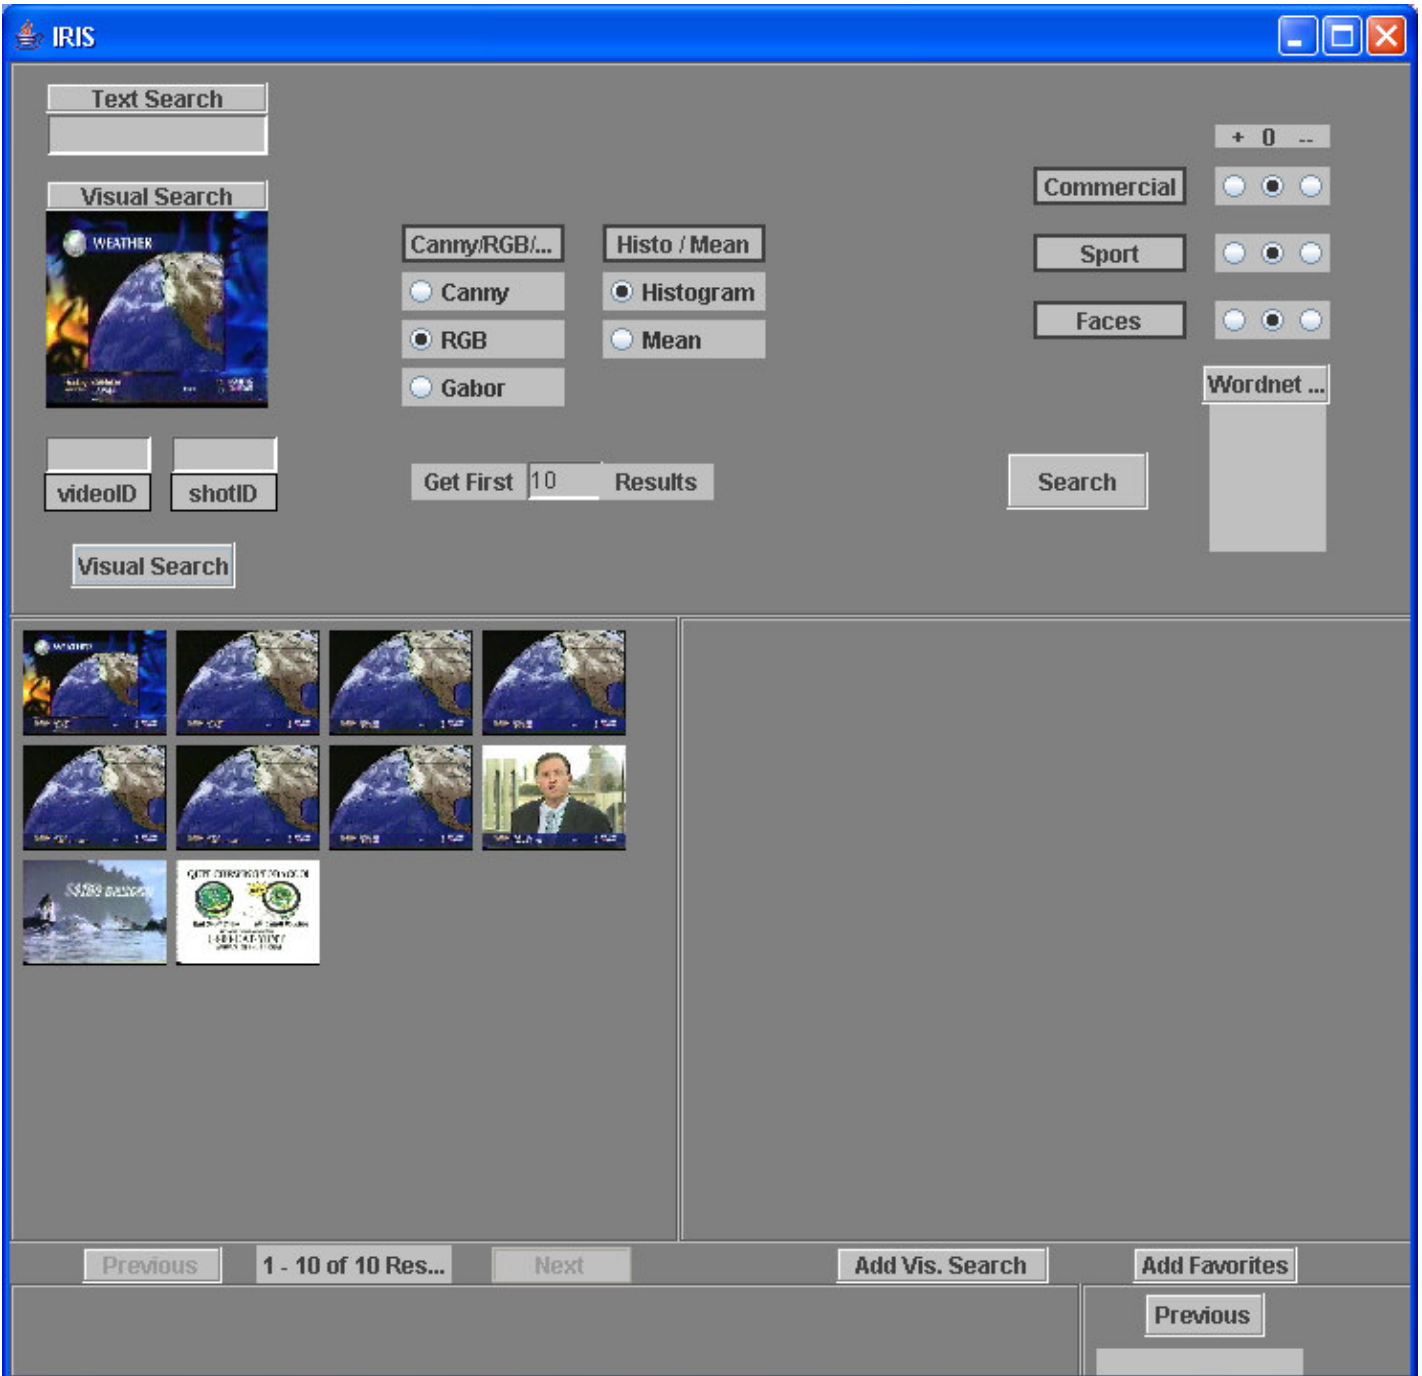 IRIS
Text Search
+ 0 --
Commercial
Visual Search
WEATHER
Canny/RGB/...
Histo / Mean
Sport
Canny
Histogram
RGB
Mean
Faces
Gabor
Wordnet ...
Get First 10 Results
Search
videoID
shotID
Visual Search
WEATHER
Previous
1 - 10 of 10 Res...
Next
Add Vis. Search
Add Favorites
Previous